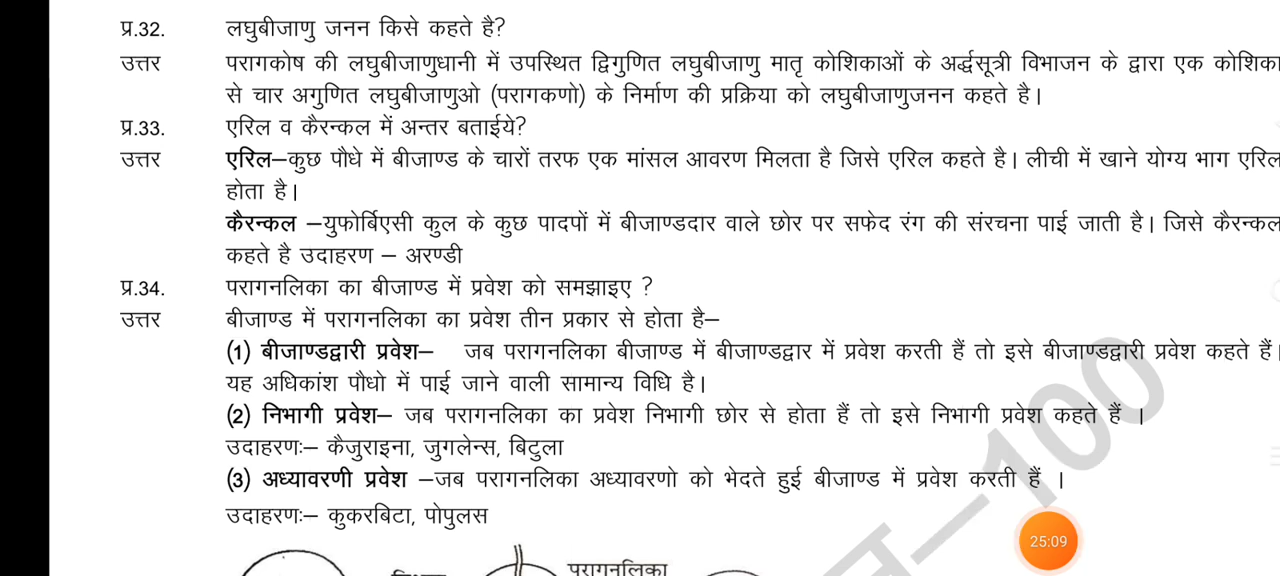 प्र.32. लघुबीजाणु जनन किसे कहते है?
उत्तर परागकोष की लघुबीजाणुधानी में उपस्थित द्विगुणित लघुबीजाणु मातृ कोशिकाओं के अर्द्धसूत्री विभाजन के द्वारा एक कोशिका
से चार अगुणित लघुबीजाणुओ (परागकणो) के निर्माण की प्रक्रिया को लघुबीजाणुजनन कहते है।
प्र.33. एरिल व कैरन्कल में अन्तर बताईये?
उत्तर एरिल–कुछ पौधे में बीजाण्ड के चारों तरफ एक मांसल आवरण मिलता है जिसे एरिल कहते है। लीची में खाने योग्य भाग एरिल
होता है।
कैरन्कल –युफोर्बिएसी कुल के कुछ पादपों में बीजाण्डदार वाले छोर पर सफेद रंग की संरचना पाई जाती है। जिसे कैरन्कल
कहते है उदाहरण – अरण्डी
प्र.34. परागनलिका का बीजाण्ड में प्रवेश को समझाइए ?
उत्तर बीजाण्ड में परागनलिका का प्रवेश तीन प्रकार से होता है–
(1) बीजाण्डद्वारी प्रवेश– जब परागनलिका बीजाण्ड में बीजाण्डद्वार में प्रवेश करती हैं तो इसे बीजाण्डद्वारी प्रवेश कहते हैं।
यह अधिकांश पौधो में पाई जाने वाली सामान्य विधि है।
(2) निभागी प्रवेश– जब परागनलिका का प्रवेश निभागी छोर से होता हैं तो इसे निभागी प्रवेश कहते हैं ।
उदाहरणः– कैजुराइना, जुगलेन्स, बिटुला
(3) अध्यावरणी प्रवेश –जब परागनलिका अध्यावरणो को भेदते हुई बीजाण्ड में प्रवेश करती हैं ।
उदाहरणः– कुकरबिटा, पोपुलस
–100
25:09
परागनलिका